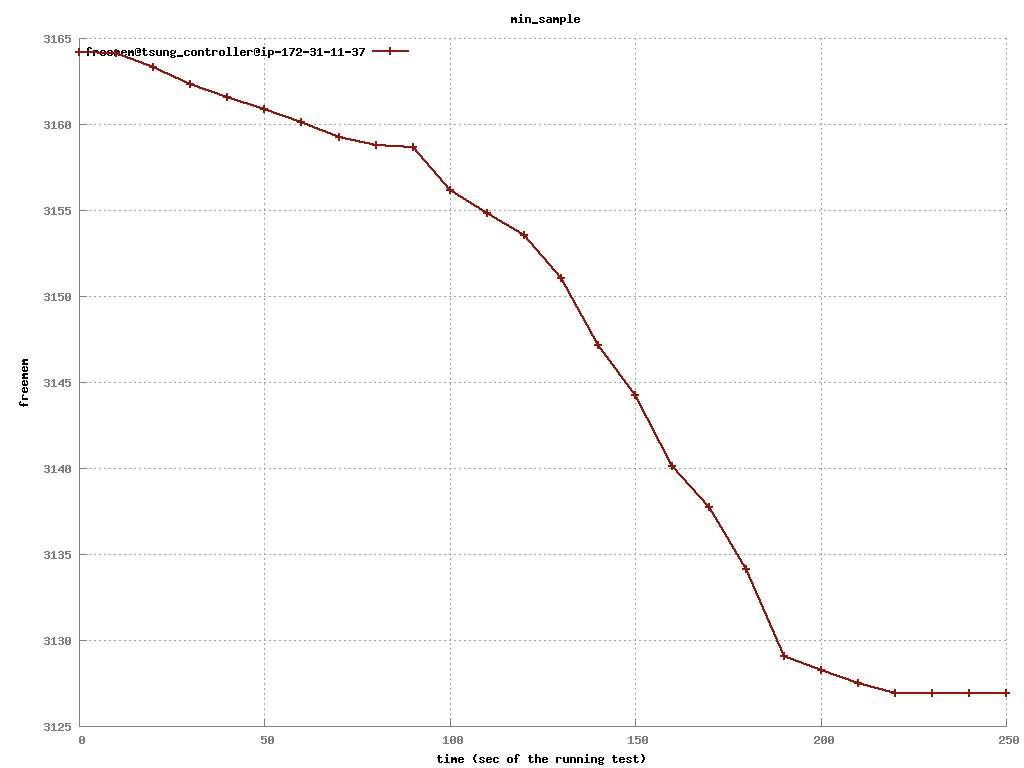 min_sample
3165
freemem@tsung_controller@ip-172-31-11-37
3160
3155
3150
3145
3140
3135
3130
3125
freemem
0 50 100 150 200 250
time (sec of the running test)